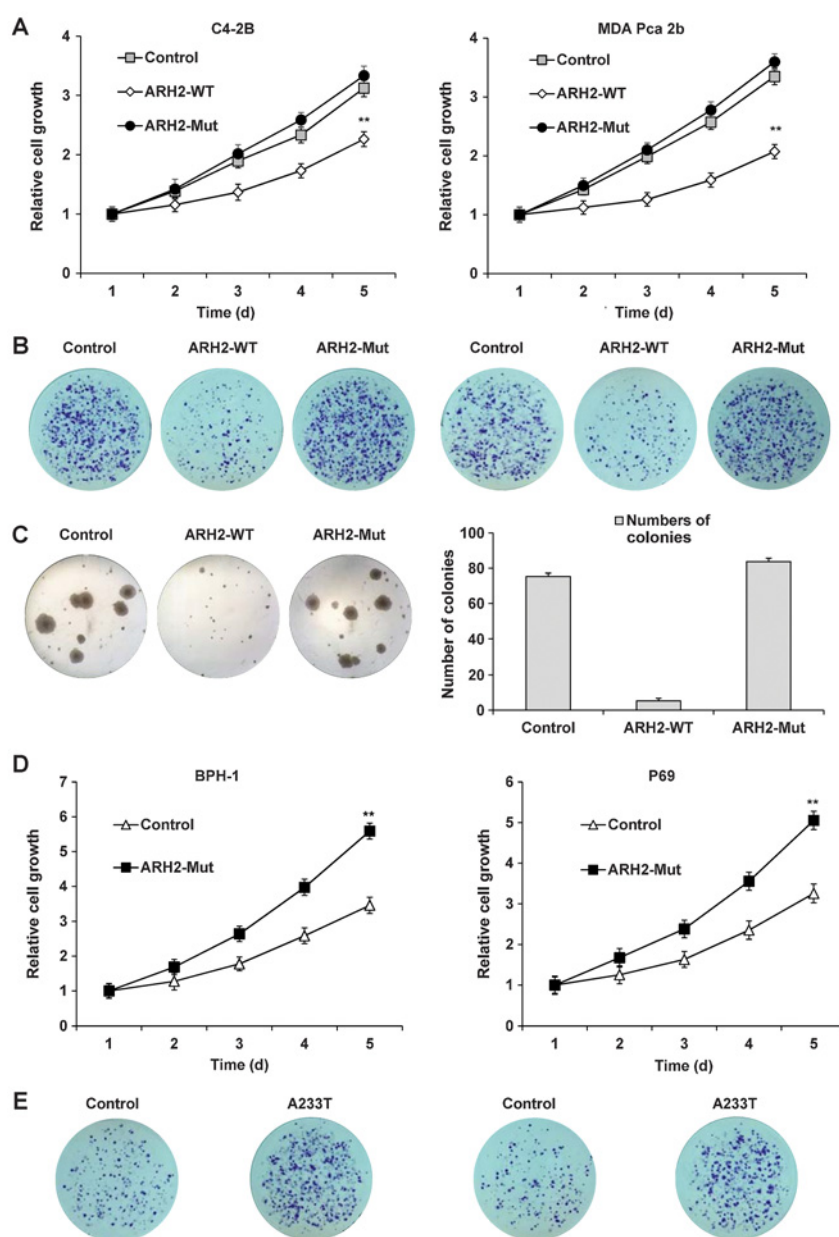 A
C4-2B
MDA Pca 2b
4
3
2
1
0
Relative cell growth
Control
ARH2-WT
ARH2-Mut
**
1 2 3 4 5
Time (d)
4
3
2
1
0
Relative cell growth
Control
ARH2-WT
ARH2-Mut
**
1 2 3 4 5
Time (d)
B
Control ARH2-WT ARH2-Mut
Control ARH2-WT ARH2-Mut
C
Control ARH2-WT ARH2-Mut
Numbers of
colonies
100
80
60
40
20
0
Number of colonies
Control ARH2-WT ARH2-Mut
D
BPH-1
P69
7
6
5
4
3
2
1
0
Relative cell growth
Control
ARH2-Mut
**
1 2 3 4 5
Time (d)
6
5
4
3
2
1
0
Relative cell growth
Control
ARH2-Mut
**
1 2 3 4 5
Time (d)
E
Control A233T
Control A233T